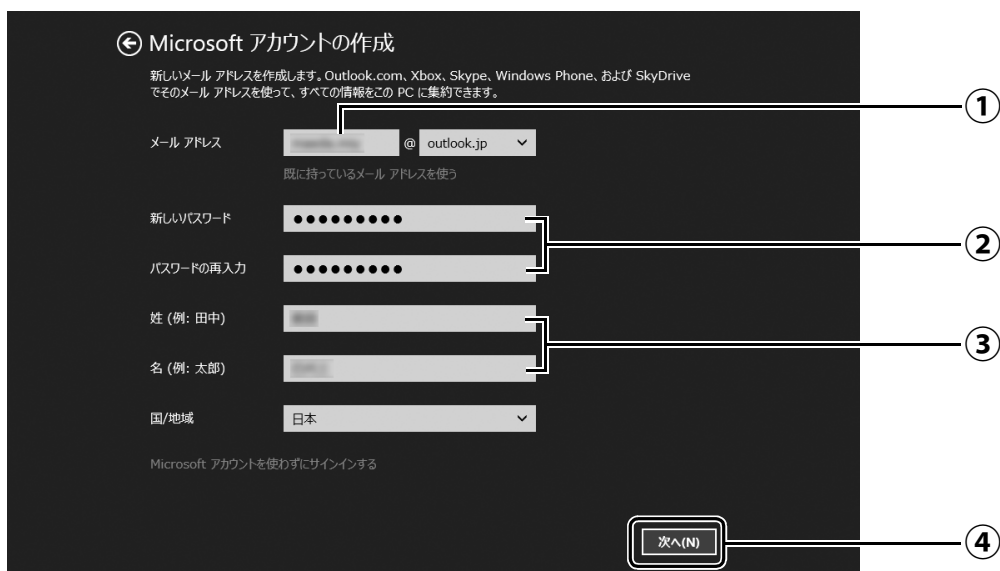 Microsoft アカウントの作成
新しいメール アドレスを作成します。Outlook.com、Xbox、Skype、Windows Phone、および SkyDrive
でそのメール アドレスを使って、すべての情報をこの PC に集約できます。
①
メール アドレス @ outlook.jp
既に持っているメール アドレスを使う
新しいパスワード ●●●●●●●●●
②
パスワードの再入力 ●●●●●●●●●
姓 (例: 田中)
③
名 (例: 太郎)
国/地域 日本
Microsoft アカウントを使わずにサインインする
次へ(N)
④